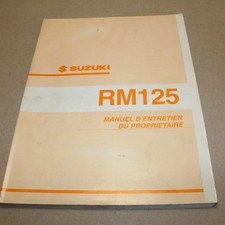 SUZUKI
RM125
MANUEL D'ENTRETIEN
DU PROPRIETAIRE